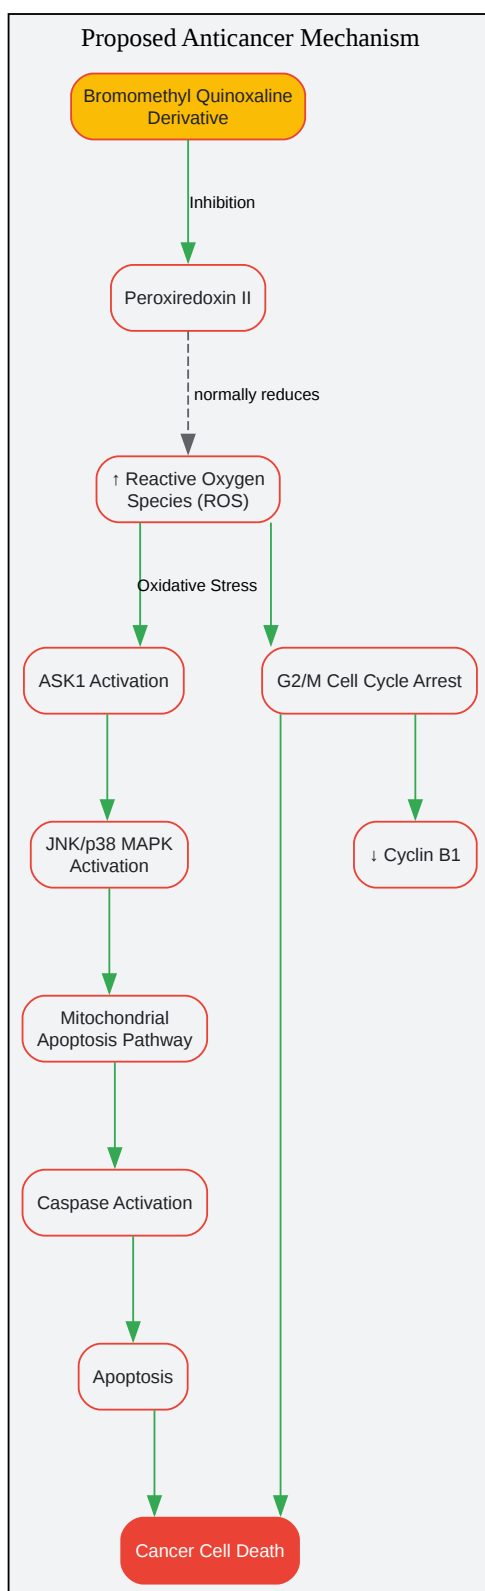 Proposed Anticancer Mechanism
Bromomethyl Quinoxaline
Derivative
Inhibition
Peroxiredoxin II
normally reduces
↑ Reactive Oxygen
Species (ROS)
Oxidative Stress
ASK1 Activation
G2/M Cell Cycle Arrest
JNK/p38 MAPK
Activation
↓ Cyclin B1
Mitochondrial
Apoptosis Pathway
Caspase Activation
Apoptosis
Cancer Cell Death